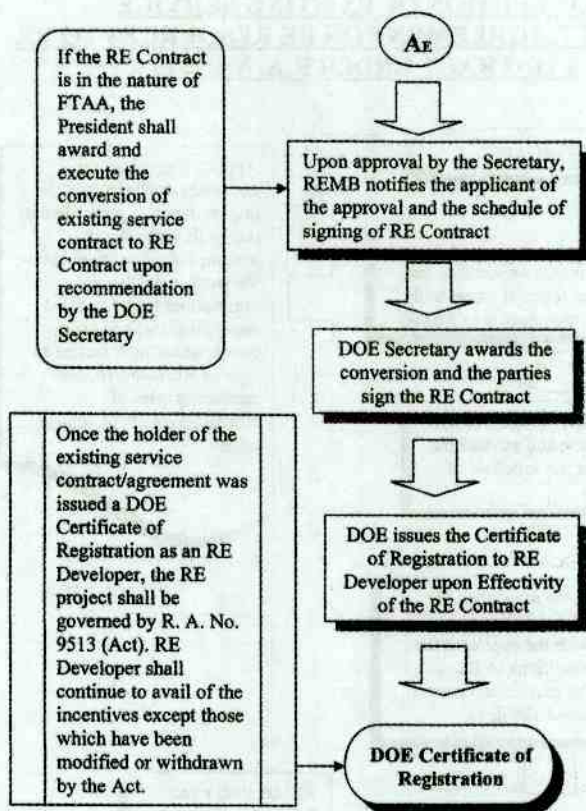 AE
If the RE Contract
is in the nature of
FTAA, the
President shall
award and
execute the
conversion of
existing service
contract to RE
Contract upon
recommendation
by the DOE
Secretary
Upon approval by the Secretary,
REMB notifies the applicant of
the approval and the schedule of
signing of RE Contract
DOE Secretary awards the
conversion and the parties
sign the RE Contract
Once the holder of the
existing service
contract/agreement was
issued a DOE
Certificate of
Registration as an RE
Developer, the RE
project shall be
governed by R. A. No.
9513 (Act). RE
Developer shall
continue to avail of the
incentives except those
which have been
modified or withdrawn
by the Act.
DOE issues the Certificate
of Registration to RE
Developer upon Effectivity
of the RE Contract
DOE Certificate of
Registration